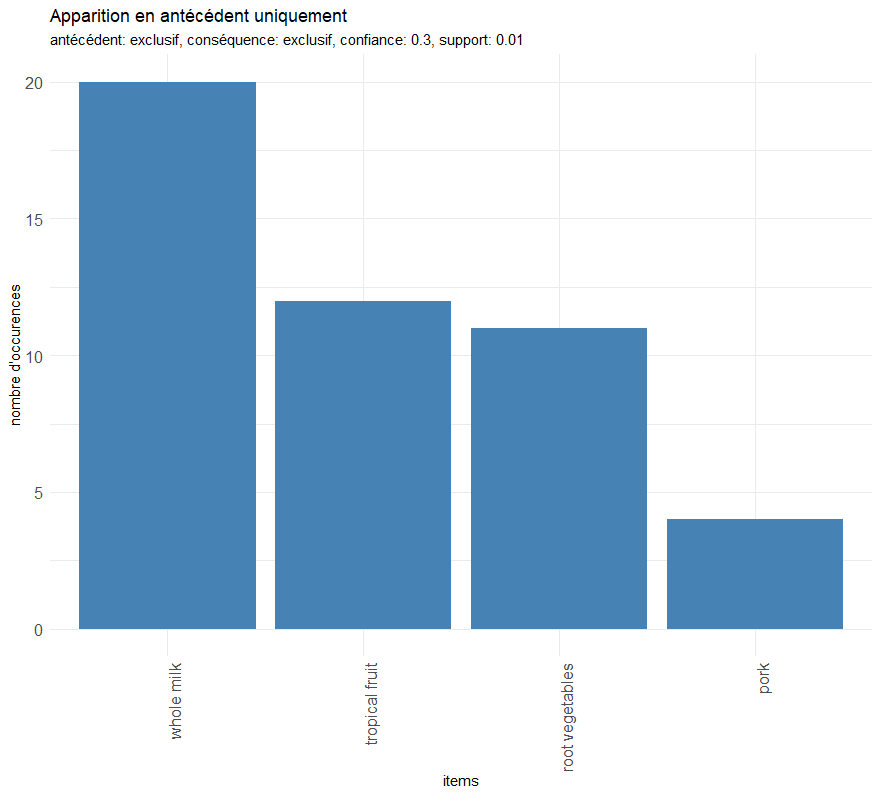 Apparition en antécédent uniquement
antécédent: exclusif, conséquence: exclusif, confiance: 0.3, support: 0.01
nombre d'occurences
20
15
10
5
0
whole milk
tropical fruit
root vegetables
pork
items